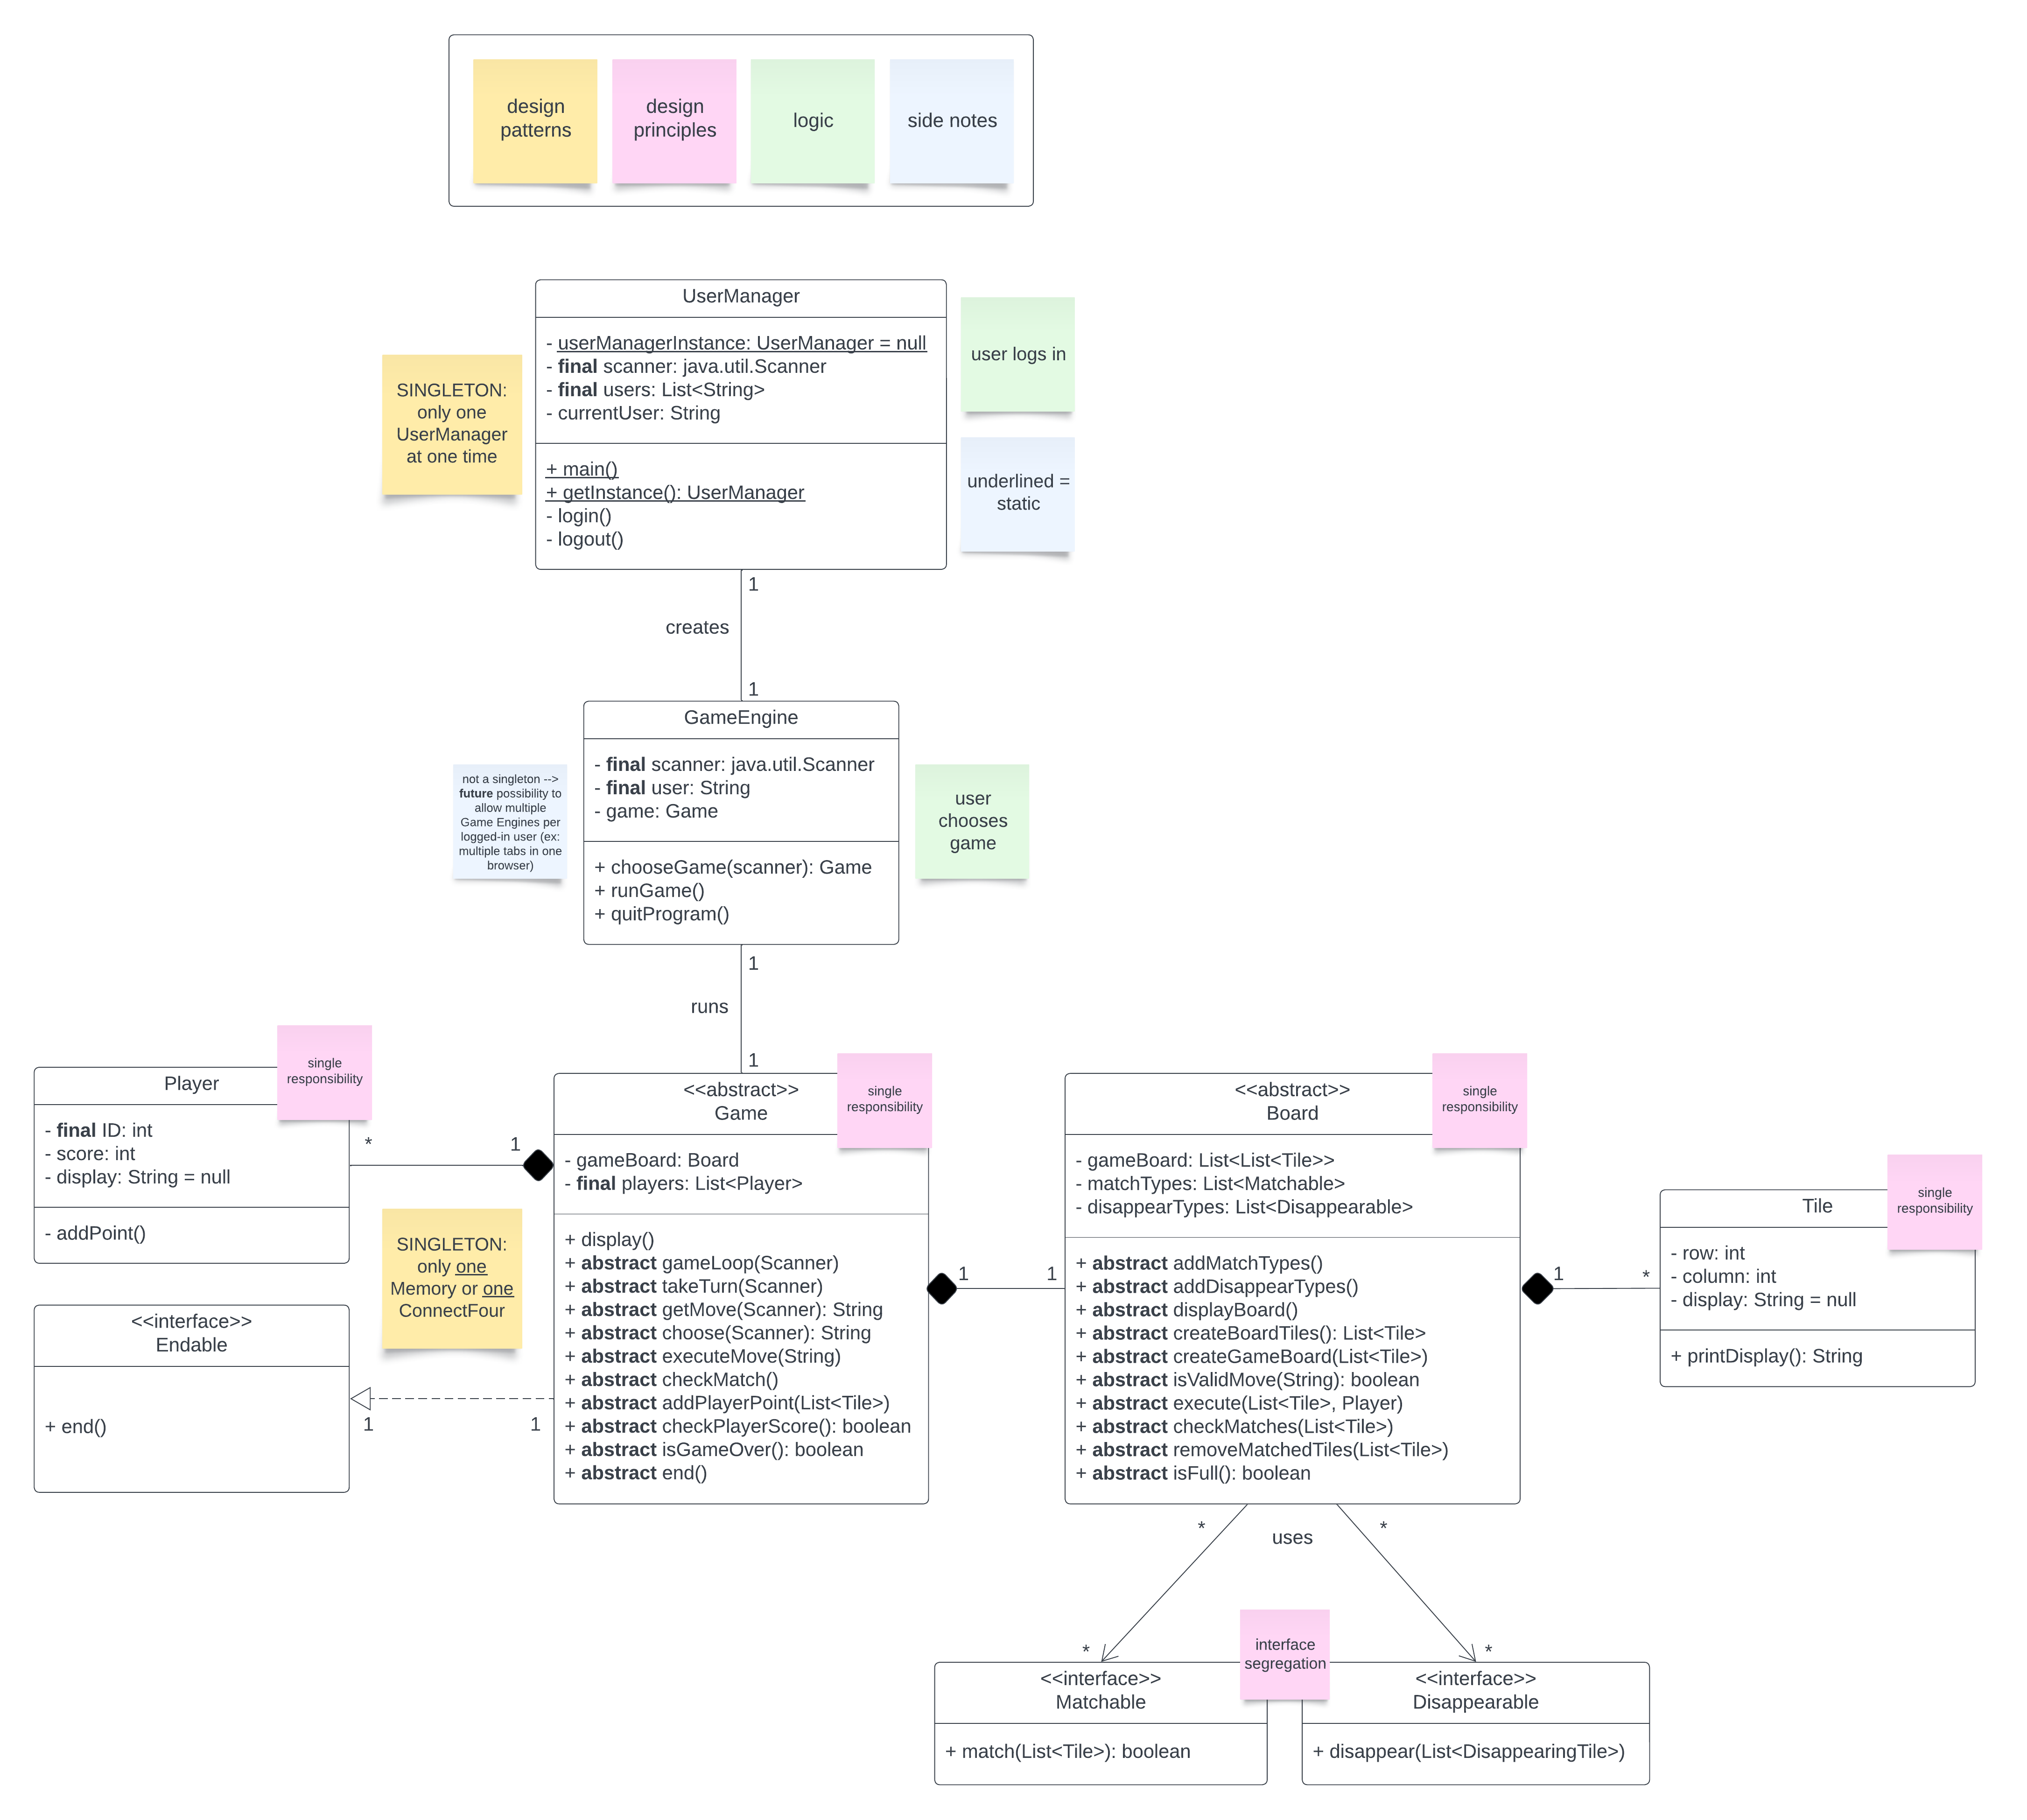 design
patterns
design
principles
logic
side notes
UserManager
- userManagerInstance: UserManager = null
- final scanner: java.util.Scanner
- final users: List<String>
- currentUser: String
+ main()
+ getInstance(): UserManager
- login()
- logout()
SINGLETON:
only one
UserManager
at one time
user logs in
underlined =
static
1
creates
1
GameEngine
- final scanner: java.util.Scanner
- final user: String
- game: Game
+ chooseGame(scanner): Game
+ runGame()
+ quitProgram()
not a singleton -->
future possibility to
allow multiple
Game Engines per
logged-in user (ex:
multiple tabs in one
browser)
user
chooses
game
1
runs
1
Player
single
responsibility
- final ID: int
- score: int
- display: String = null
- addPoint()
*
1
SINGLETON:
only one
Memory or one
ConnectFour
<<interface>>
Endable
+ end()
1
1
<<abstract>>
Game
single
responsibility
- gameBoard: Board
- final players: List<Player>
+ display()
+ abstract gameLoop(Scanner)
+ abstract takeTurn(Scanner)
+ abstract getMove(Scanner): String
+ abstract choose(Scanner): String
+ abstract executeMove(String)
+ abstract checkMatch()
+ abstract addPlayerPoint(List<Tile>)
+ abstract checkPlayerScore(): boolean
+ abstract isGameOver(): boolean
+ abstract end()
1
1
<<abstract>>
Board
single
responsibility
- gameBoard: List<List<Tile>>
- matchTypes: List<Matchable>
- disappearTypes: List<Disappearable>
+ abstract addMatchTypes()
+ abstract addDisappearTypes()
+ abstract displayBoard()
+ abstract createBoardTiles(): List<Tile>
+ abstract createGameBoard(List<Tile>)
+ abstract isValidMove(String): boolean
+ abstract execute(List<Tile>, Player)
+ abstract checkMatches(List<Tile>)
+ abstract removeMatchedTiles(List<Tile>)
+ abstract isFull(): boolean
1
*
Tile
single
responsibility
- row: int
- column: int
- display: String = null
+ printDisplay(): String
*
uses
*
*
*
interface
segregation
<<interface>>
Matchable
+ match(List<Tile>): boolean
<<interface>>
Disappearable
+ disappear(List<DisappearingTile>)